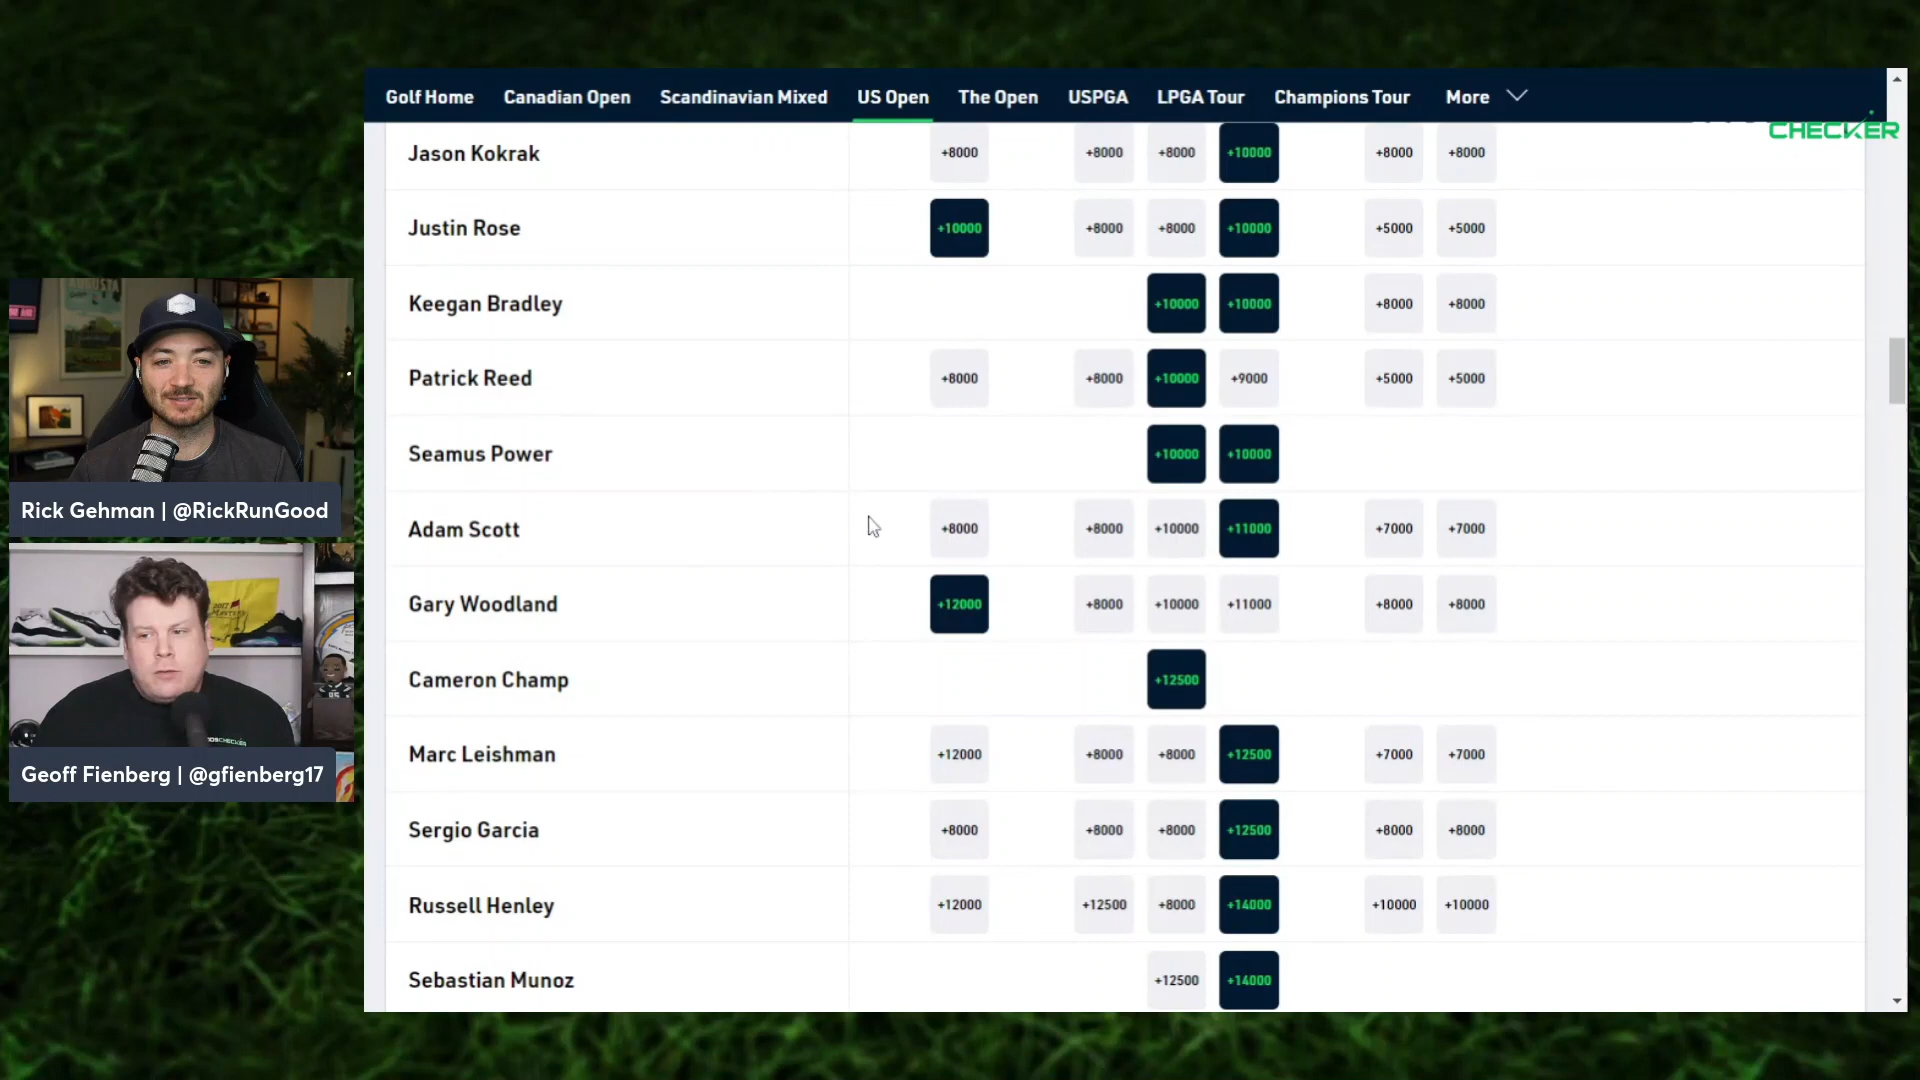 Golf Home Canadian Open Scandinavian Mixed US Open The Open USPGA LPGA Tour Champions Tour More
CHECKER
Jason Kokrak +8000 +8000 +8000 +10000 +8000 +8000
Justin Rose +10000 +8000 +8000 +10000 +5000 +5000
Keegan Bradley +10000 +10000 +8000 +8000
Patrick Reed +8000 +8000 +10000 +9000 +5000 +5000
Seamus Power +10000 +10000
Adam Scott +8000 +8000 +10000 +11000 +7000 +7000
Gary Woodland +12000 +8000 +10000 +11000 +8000 +8000
Cameron Champ +12500
Marc Leishman +12000 +8000 +8000 +12500 +7000 +7000
Sergio Garcia +8000 +8000 +8000 +12500 +8000 +8000
Russell Henley +12000 +12500 +8000 +14000 +10000 +10000
Sebastian Munoz +12500 +14000
AUGUSTA
Rick Gehman | @RickRunGood
2017
MASTERS
Geoff Fienberg | @gfienberg17